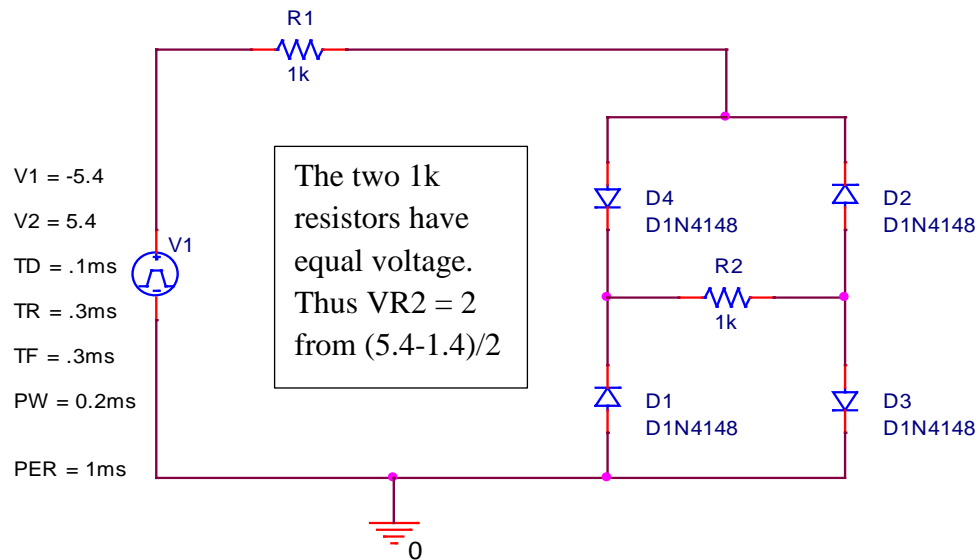 R1
1k
V1 = -5.4
V2 = 5.4
TD = .1ms
TR = .3ms
TF = .3ms
PW = 0.2ms
PER = 1ms
V1
+
-
The two 1k
resistors have
equal voltage.
Thus VR2 = 2
from (5.4-1.4)/2
D4
D1N4148
D2
D1N4148
R2
1k
D1
D1N4148
D3
D1N4148
0